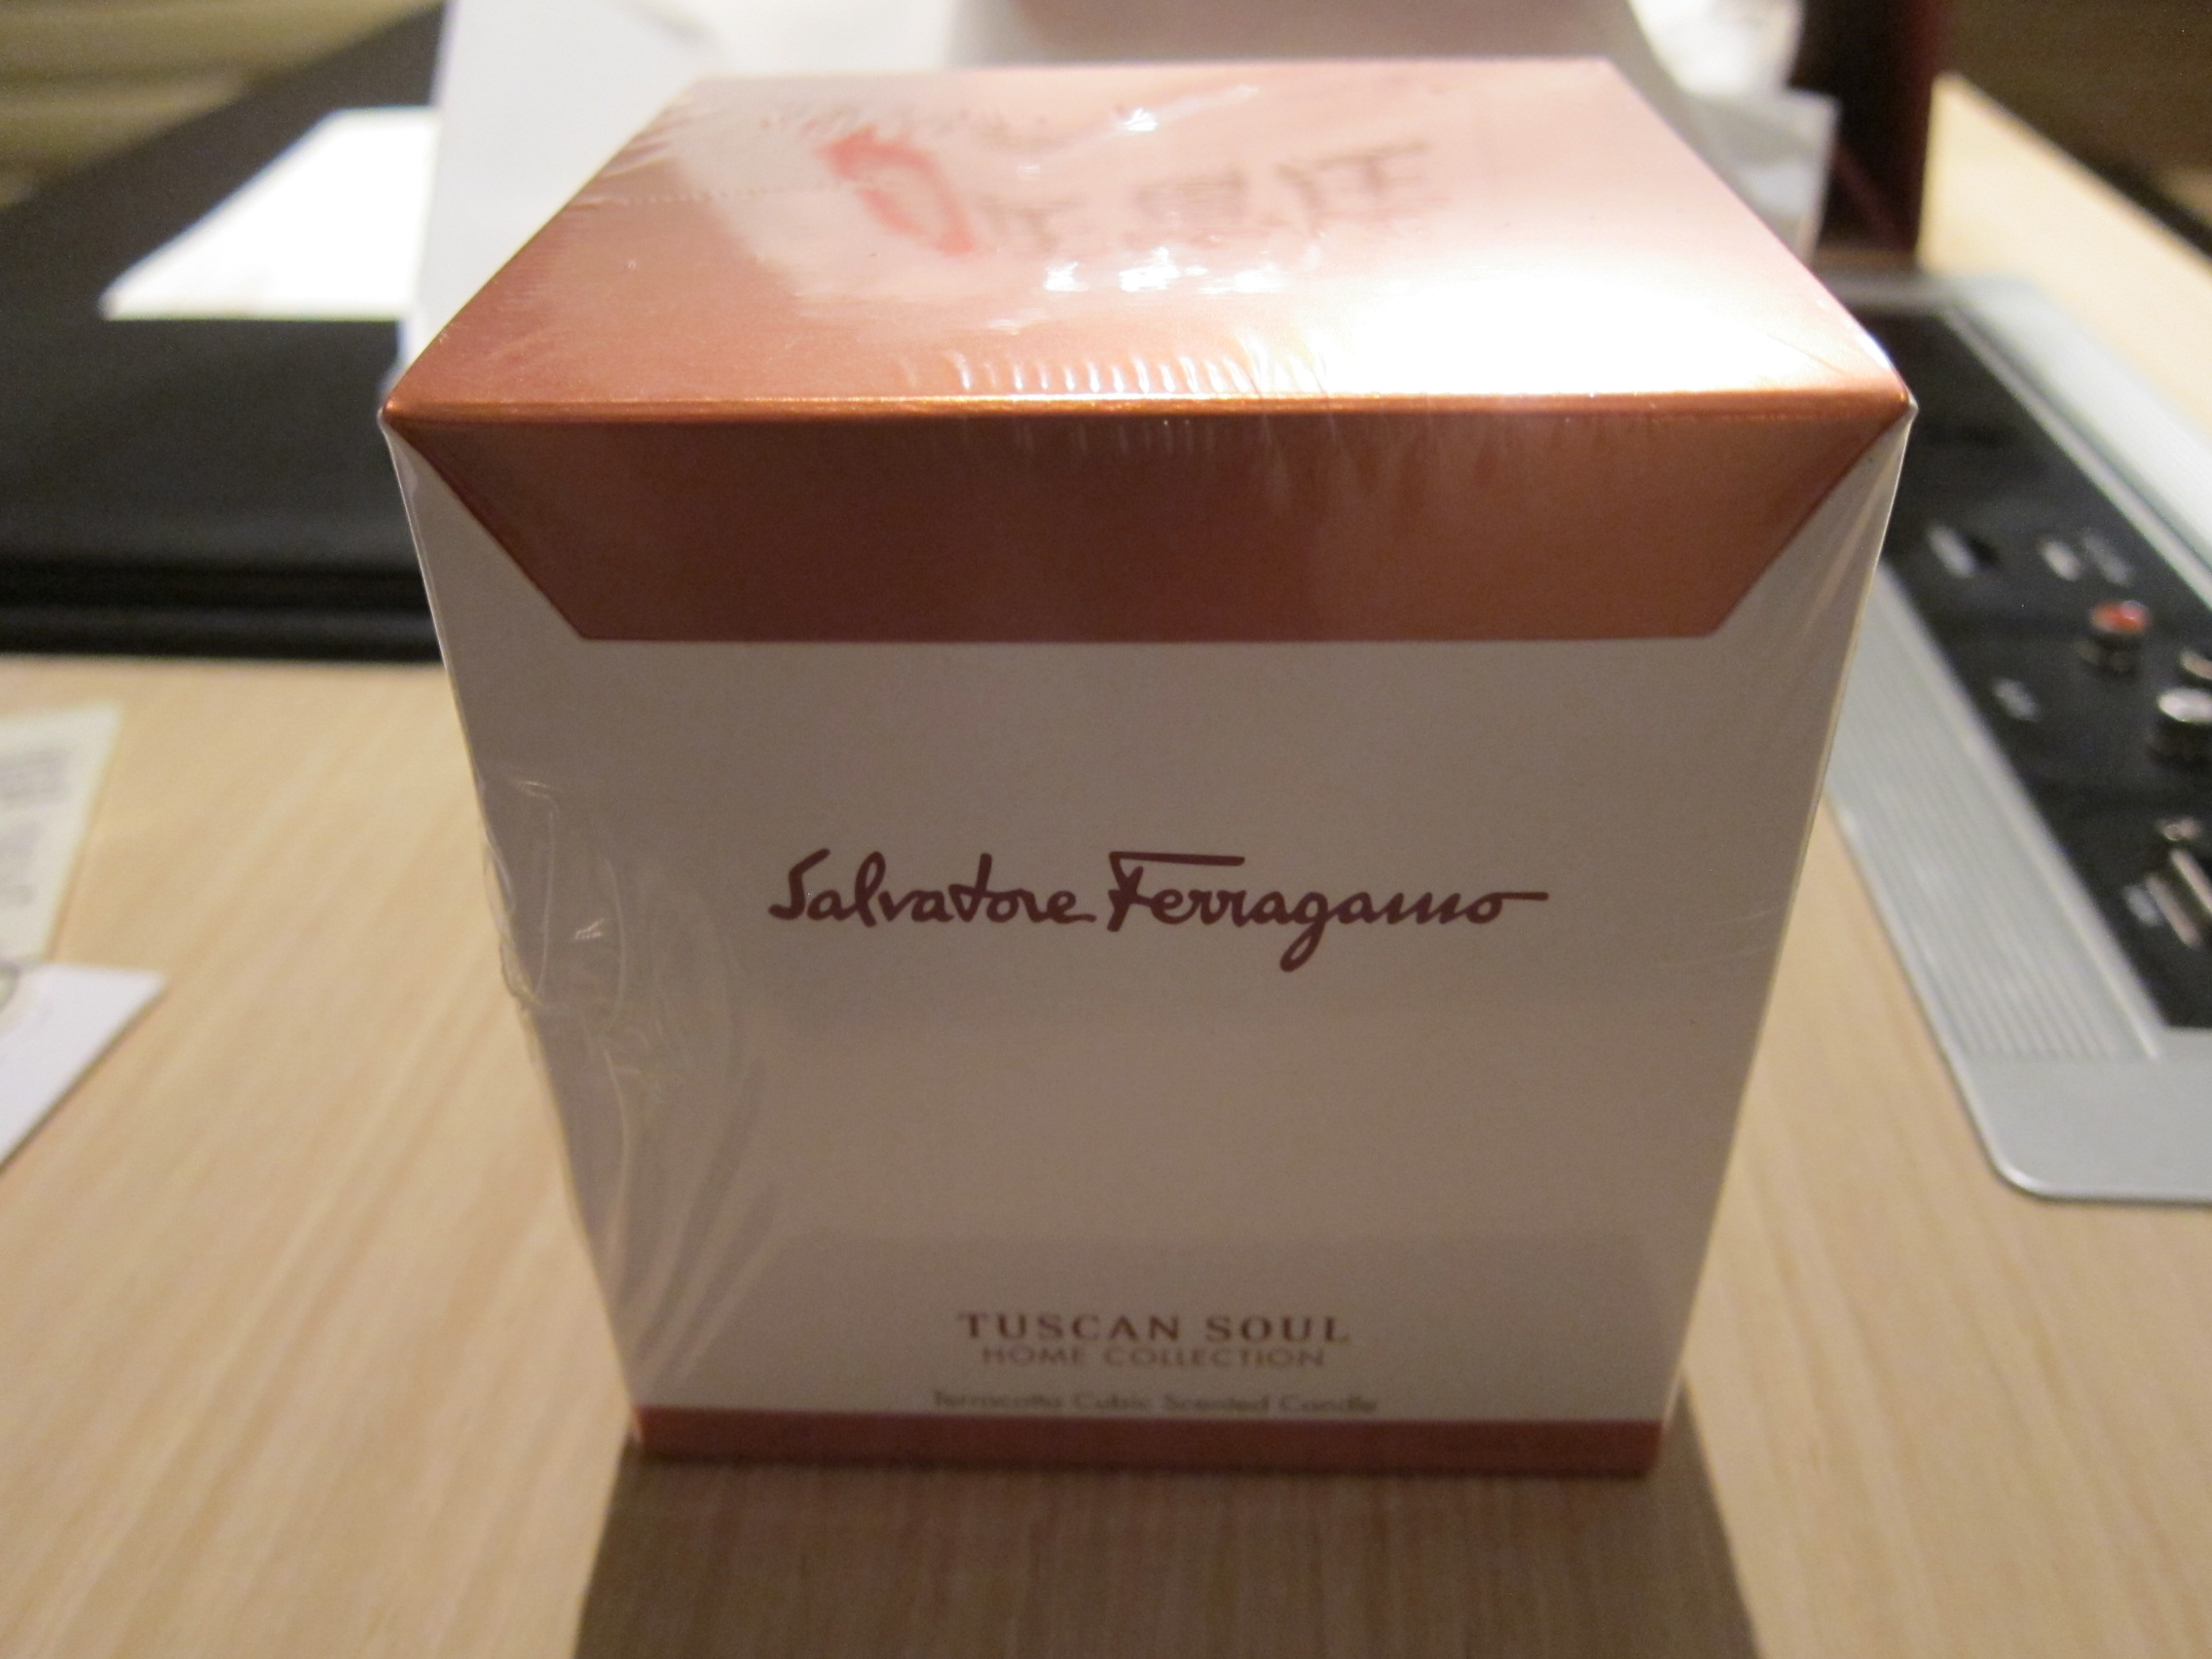 Salvatore Ferragamo
TUSCAN SOUL
HOME COLLECTION
Terracotta Cubic Scented Candle